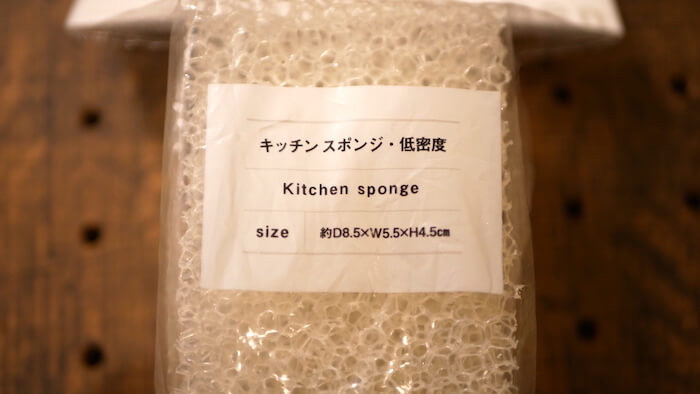 キッチンスポンジ・低密度
Kitchen sponge
size 約D8.5×W5.5×H4.5㎝